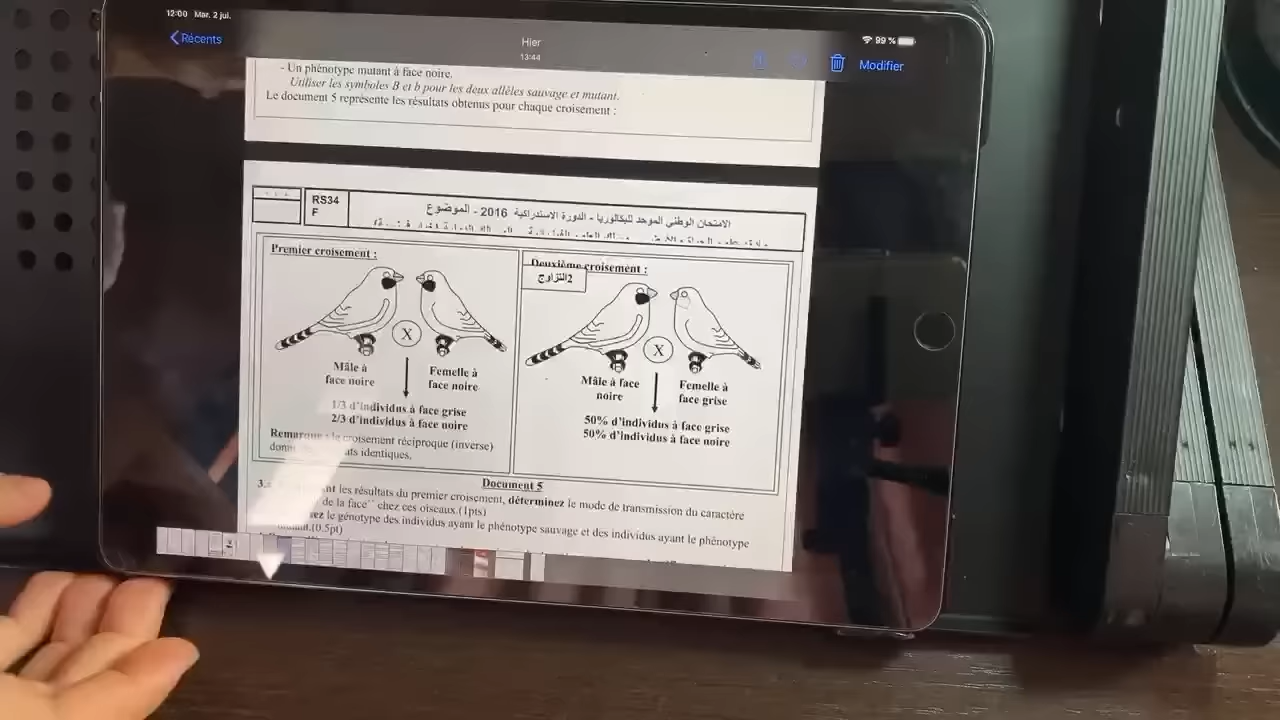 12:00 Mar. 2 jui.
99 %
Récents
Hier
13:44
Modifier
- Un phénotype mutant à face noire.
Utiliser les symboles B et b pour les deux allèles sauvage et mutant.
Le document 5 représente les résultats obtenus pour chaque croisement :
RS34
F
الامتحان الوطني الموحد للبكالوريا - الدورة الاستدراكية 2016 - الموضوع
Premier croisement :
X
Mâle à
face noire
Femelle à
face noire
1/3 d'individus à face grise
2/3 d'individus à face noire
Remarque : le croisement réciproque (inverse)
identiques.
Deuxième croisement :
التزاوج2
X
Mâle à face
noire
Femelle à
face grise
50% d'individus à face grise
50% d'individus à face noire
Document 5
3. les résultats du premier croisement, déterminez le mode de transmission du caractère
de la face`` chez ces oiseaux.(1pts)
le génotype des individus ayant le phénotype sauvage et des individus ayant le phénotype
(0.5pt)